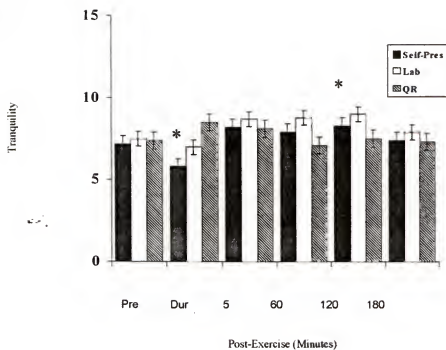 15
Self-Pres
Lab
QR
*
10
*
Tranquility
5
0
Pre Dur 5 60 120 180
Post-Exercise (Minutes)